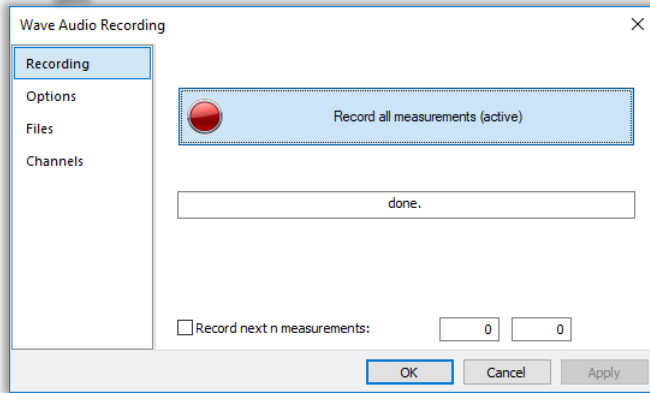 Wave Audio Recording
Recording
Options
Files
Channels
Record all measurements (active)
done.
Record next n measurements: 0 0
OK Cancel Apply